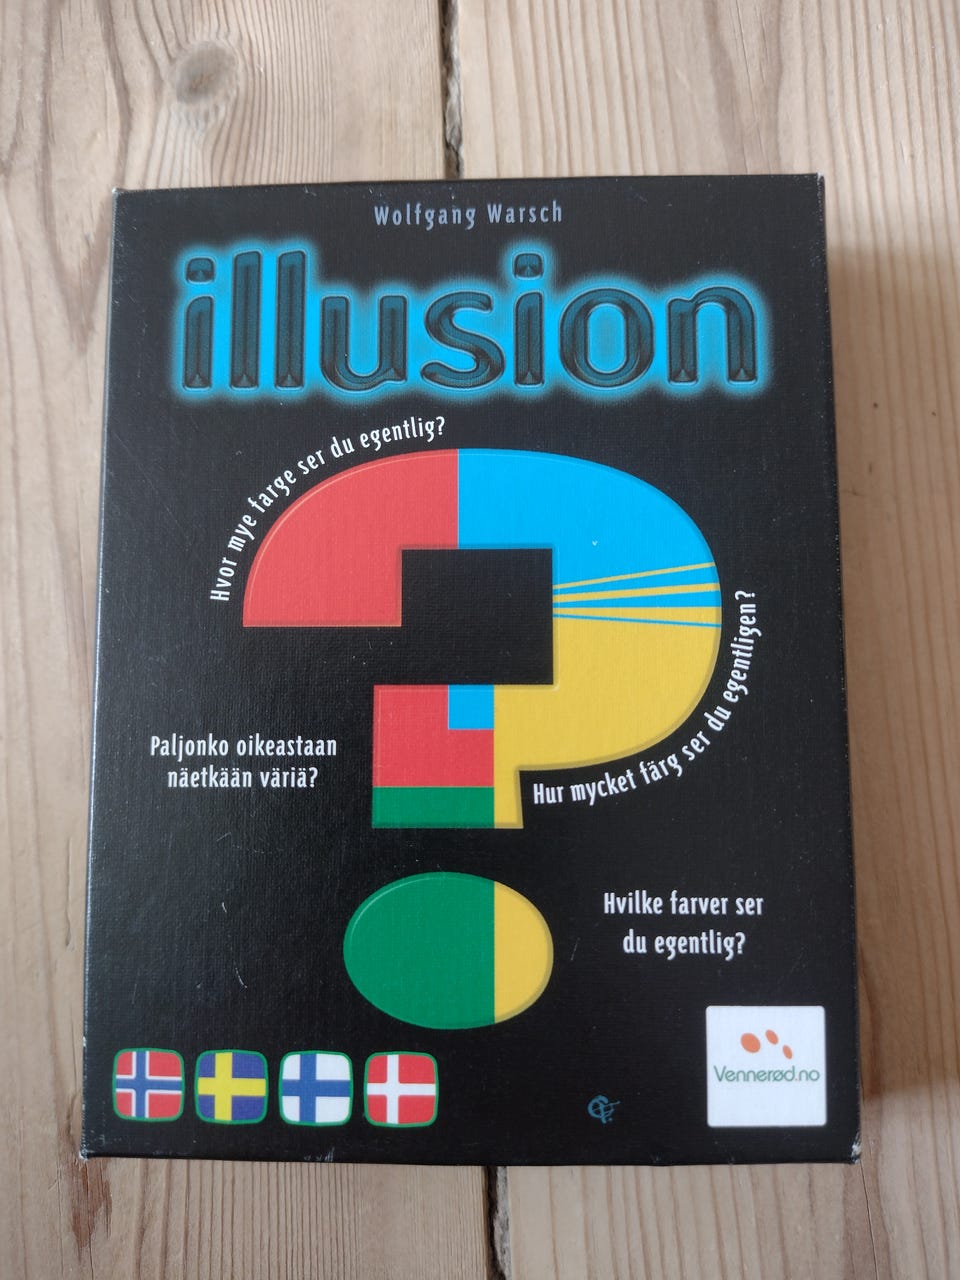 Wolfgang Warsch
illusion
Hvor mye farge ser du egentlig?
Hur mycket färg ser du egentligen?
Paljonko oikeastaan
näetkään väriä?
Hvilke farver ser
du egentlig?
Vennerød.no